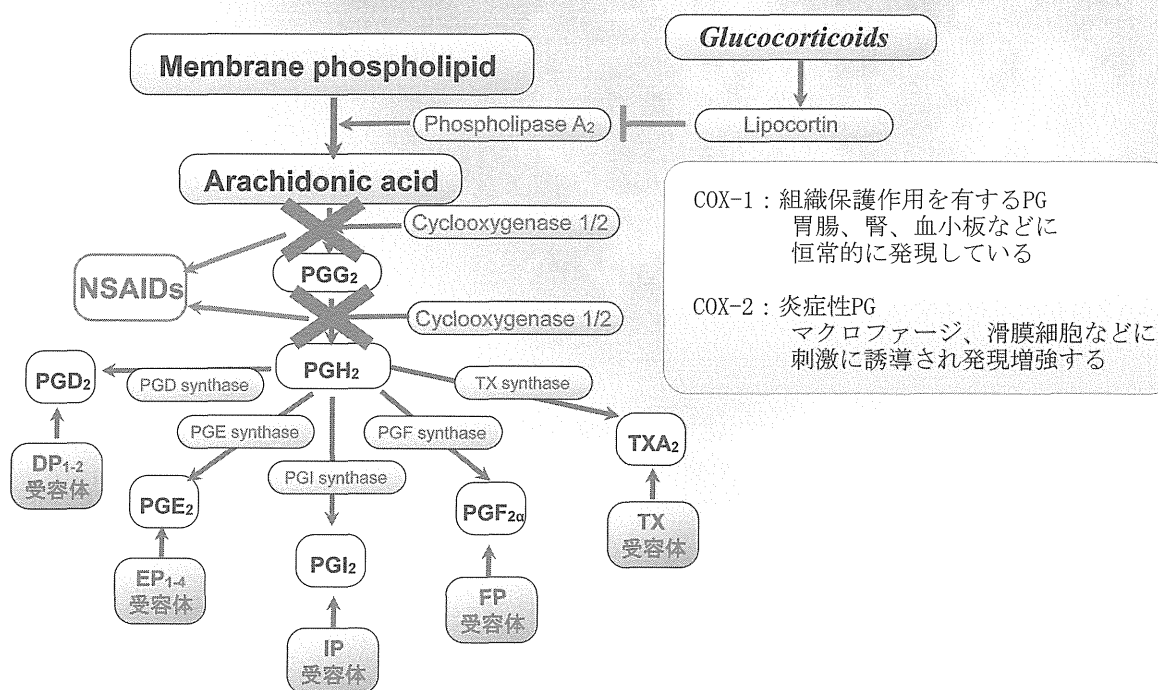 Glucocorticoids
Membrane phospholipid
Phospholipase A₂
Lipocortin
Arachidonic acid
Cyclooxygenase 1/2
PGG₂
NSAIDs
Cyclooxygenase 1/2
PGH₂
COX-1：組織保護作用を有するPG
胃腸、腎、血小板などに
恒常的に発現している
COX-2：炎症性PG
マクロファージ、滑膜細胞などに
刺激に誘導され発現増強する
PGD₂
PGD synthase
TX synthase
PGE synthase
PGF synthase
TXA₂
DP₁₋₂
受容体
PGI synthase
PGE₂
PGF₂α
TX
受容体
PGI₂
EP₁₋₄
受容体
FP
受容体
IP
受容体